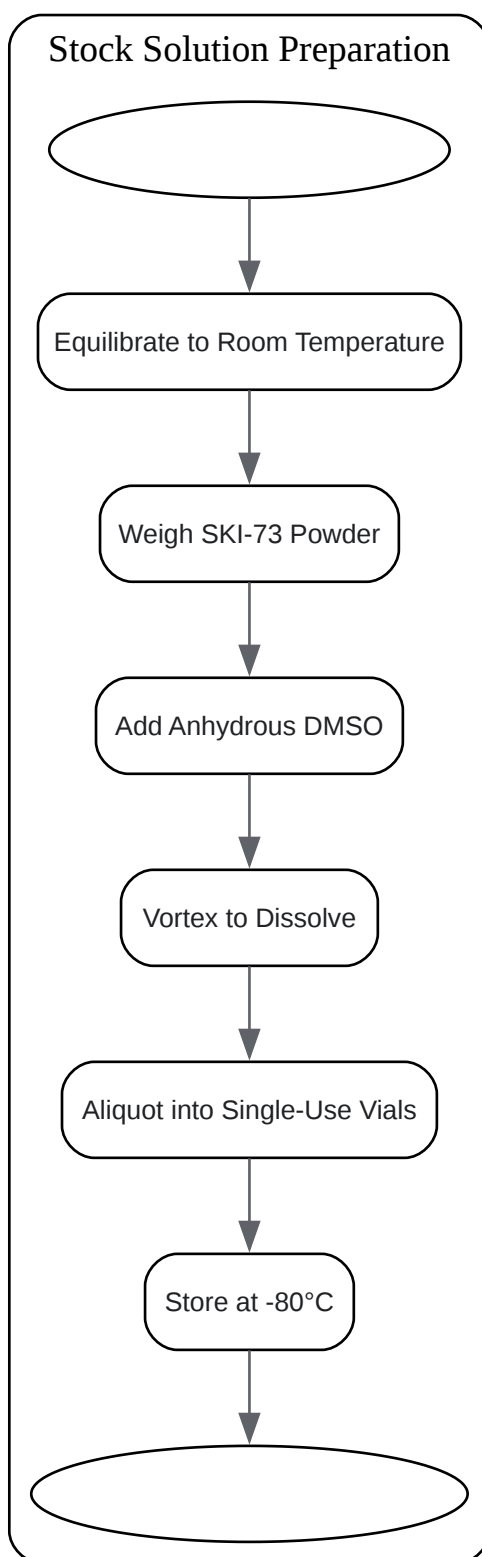 Stock Solution Preparation
Equilibrate to Room Temperature
Weigh SKI-73 Powder
Add Anhydrous DMSO
Vortex to Dissolve
Aliquot into Single-Use Vials
Store at -80°C